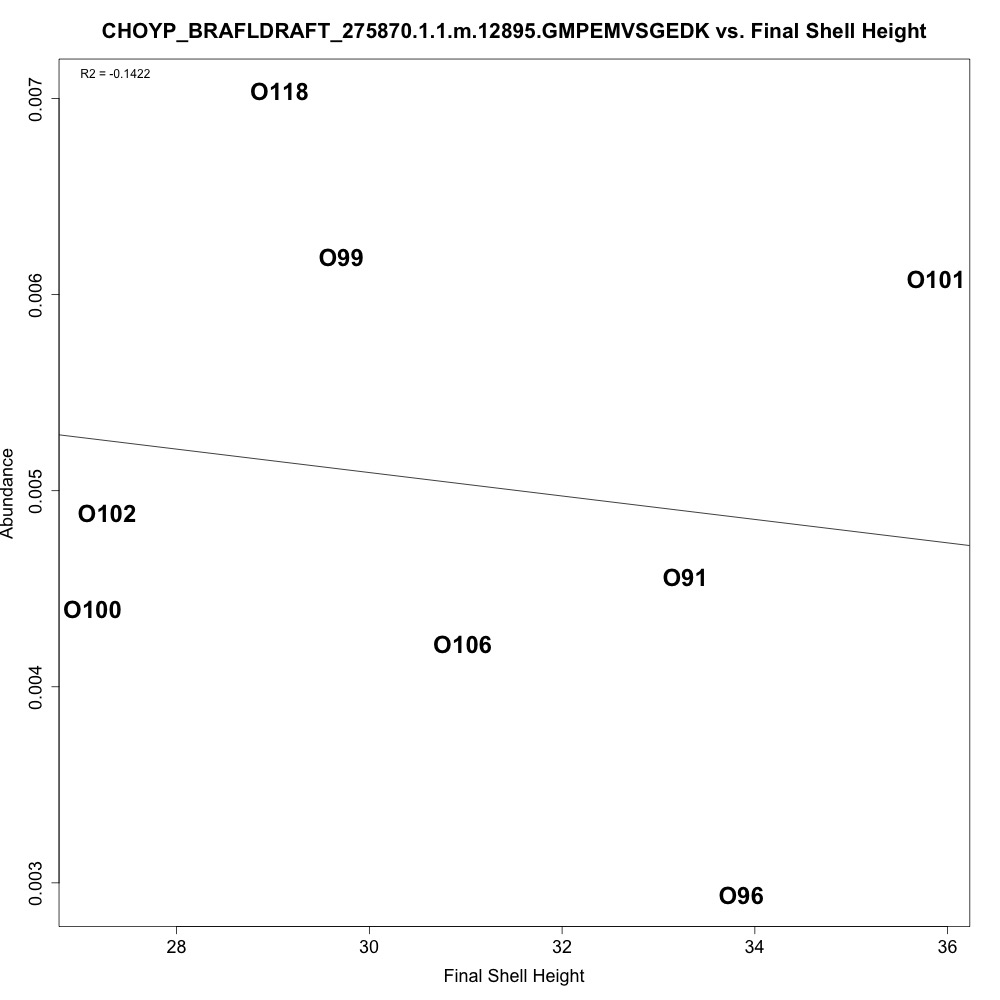 CHOYP_BRAFLDRAFT_275870.1.1.m.12895.GMPEMVSGEDK vs. Final Shell Height
R2 = -0.1422
O118
O99
O101
O102
O91
O100
O106
O96
Abundance
0.007
0.006
0.005
0.004
0.003
28 30 32 34 36
Final Shell Height